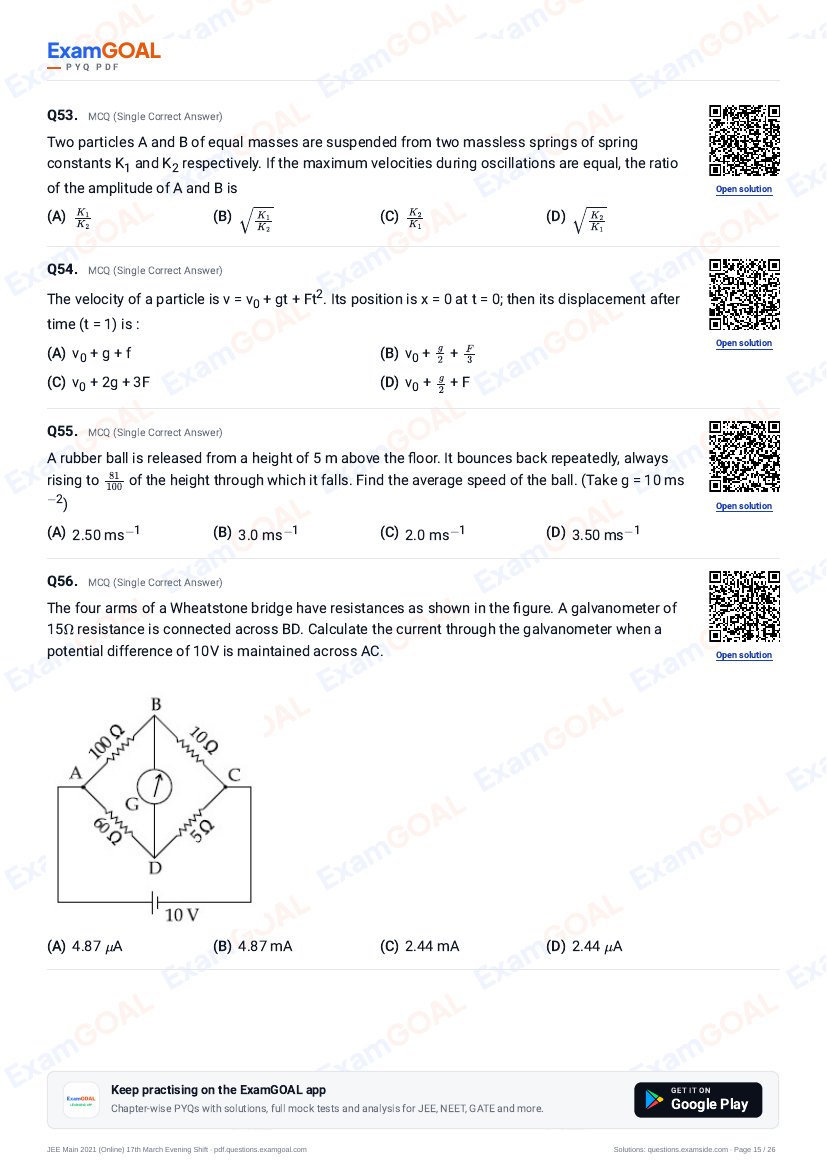 ExamGOAL
PYQ PDF
Q53. MCQ (Single Correct Answer)
Two particles A and B of equal masses are suspended from two massless springs of spring
constants K₁ and K₂ respectively. If the maximum velocities during oscillations are equal, the ratio
of the amplitude of A and B is
(A) K₁/K₂ (B) √(K₁/K₂) (C) K₂/K₁ (D) √(K₂/K₁)
Open solution
Q54. MCQ (Single Correct Answer)
The velocity of a particle is v = v₀ + gt + Ft². Its position is x = 0 at t = 0; then its displacement after
time (t = 1) is :
(A) v₀ + g + f (B) v₀ + g/2 + F/3
(C) v₀ + 2g + 3F (D) v₀ + g/2 + F
Open solution
Q55. MCQ (Single Correct Answer)
A rubber ball is released from a height of 5 m above the floor. It bounces back repeatedly, always
rising to 81/100 of the height through which it falls. Find the average speed of the ball. (Take g = 10 ms
⁻²)
(A) 2.50 ms⁻¹ (B) 3.0 ms⁻¹ (C) 2.0 ms⁻¹ (D) 3.50 ms⁻¹
Open solution
Q56. MCQ (Single Correct Answer)
The four arms of a Wheatstone bridge have resistances as shown in the figure. A galvanometer of
15Ω resistance is connected across BD. Calculate the current through the galvanometer when a
potential difference of 10V is maintained across AC.
Open solution
B
100 Ω
10 Ω
A
C
G
60 Ω
5 Ω
D
10 V
(A) 4.87 μA (B) 4.87 mA (C) 2.44 mA (D) 2.44 μA
ExamGOAL
Keep practising on the ExamGOAL app
Chapter-wise PYQs with solutions, full mock tests and analysis for JEE, NEET, GATE and more.
GET IT ON
Google Play
JEE Main 2021 (Online) 17th March Evening Shift · pdf.questions.examgoal.com
Solutions: questions.examside.com · Page 15 / 26